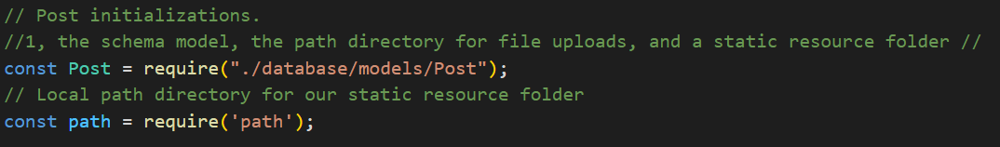 // Post initializations.
//1, the schema model, the path directory for file uploads, and a static resource folder //
const Post = require("./database/models/Post");
// Local path directory for our static resource folder
const path = require('path');